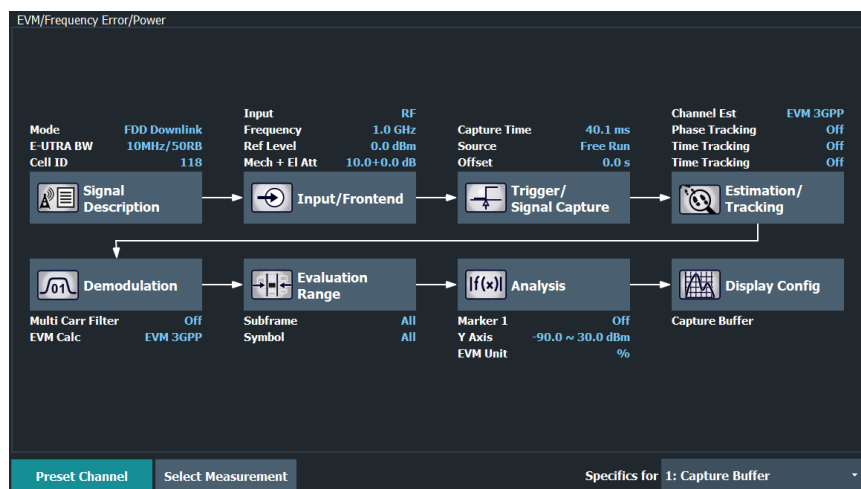 EVM/Frequency Error/Power
Mode FDD Downlink
E-UTRA BW 10MHz/50RB
Cell ID 118
Input RF
Frequency 1.0 GHz
Ref Level 0.0 dBm
Mech + El Att 10.0+0.0 dB
Capture Time 40.1 ms
Source Free Run
Offset 0.0 s
Channel Est EVM 3GPP
Phase Tracking Off
Time Tracking Off
Time Tracking Off
Signal
Description
Input/Frontend
Trigger/
Signal Capture
Estimation/
Tracking
01
Demodulation
Evaluation
Range
|f(x)|
Analysis
Display Config
Multi Carr Filter Off
EVM Calc EVM 3GPP
Subframe All
Symbol All
Marker 1 Off
Y Axis -90.0 ~ 30.0 dBm
EVM Unit %
Capture Buffer
Preset Channel
Select Measurement
Specifics for 1: Capture Buffer